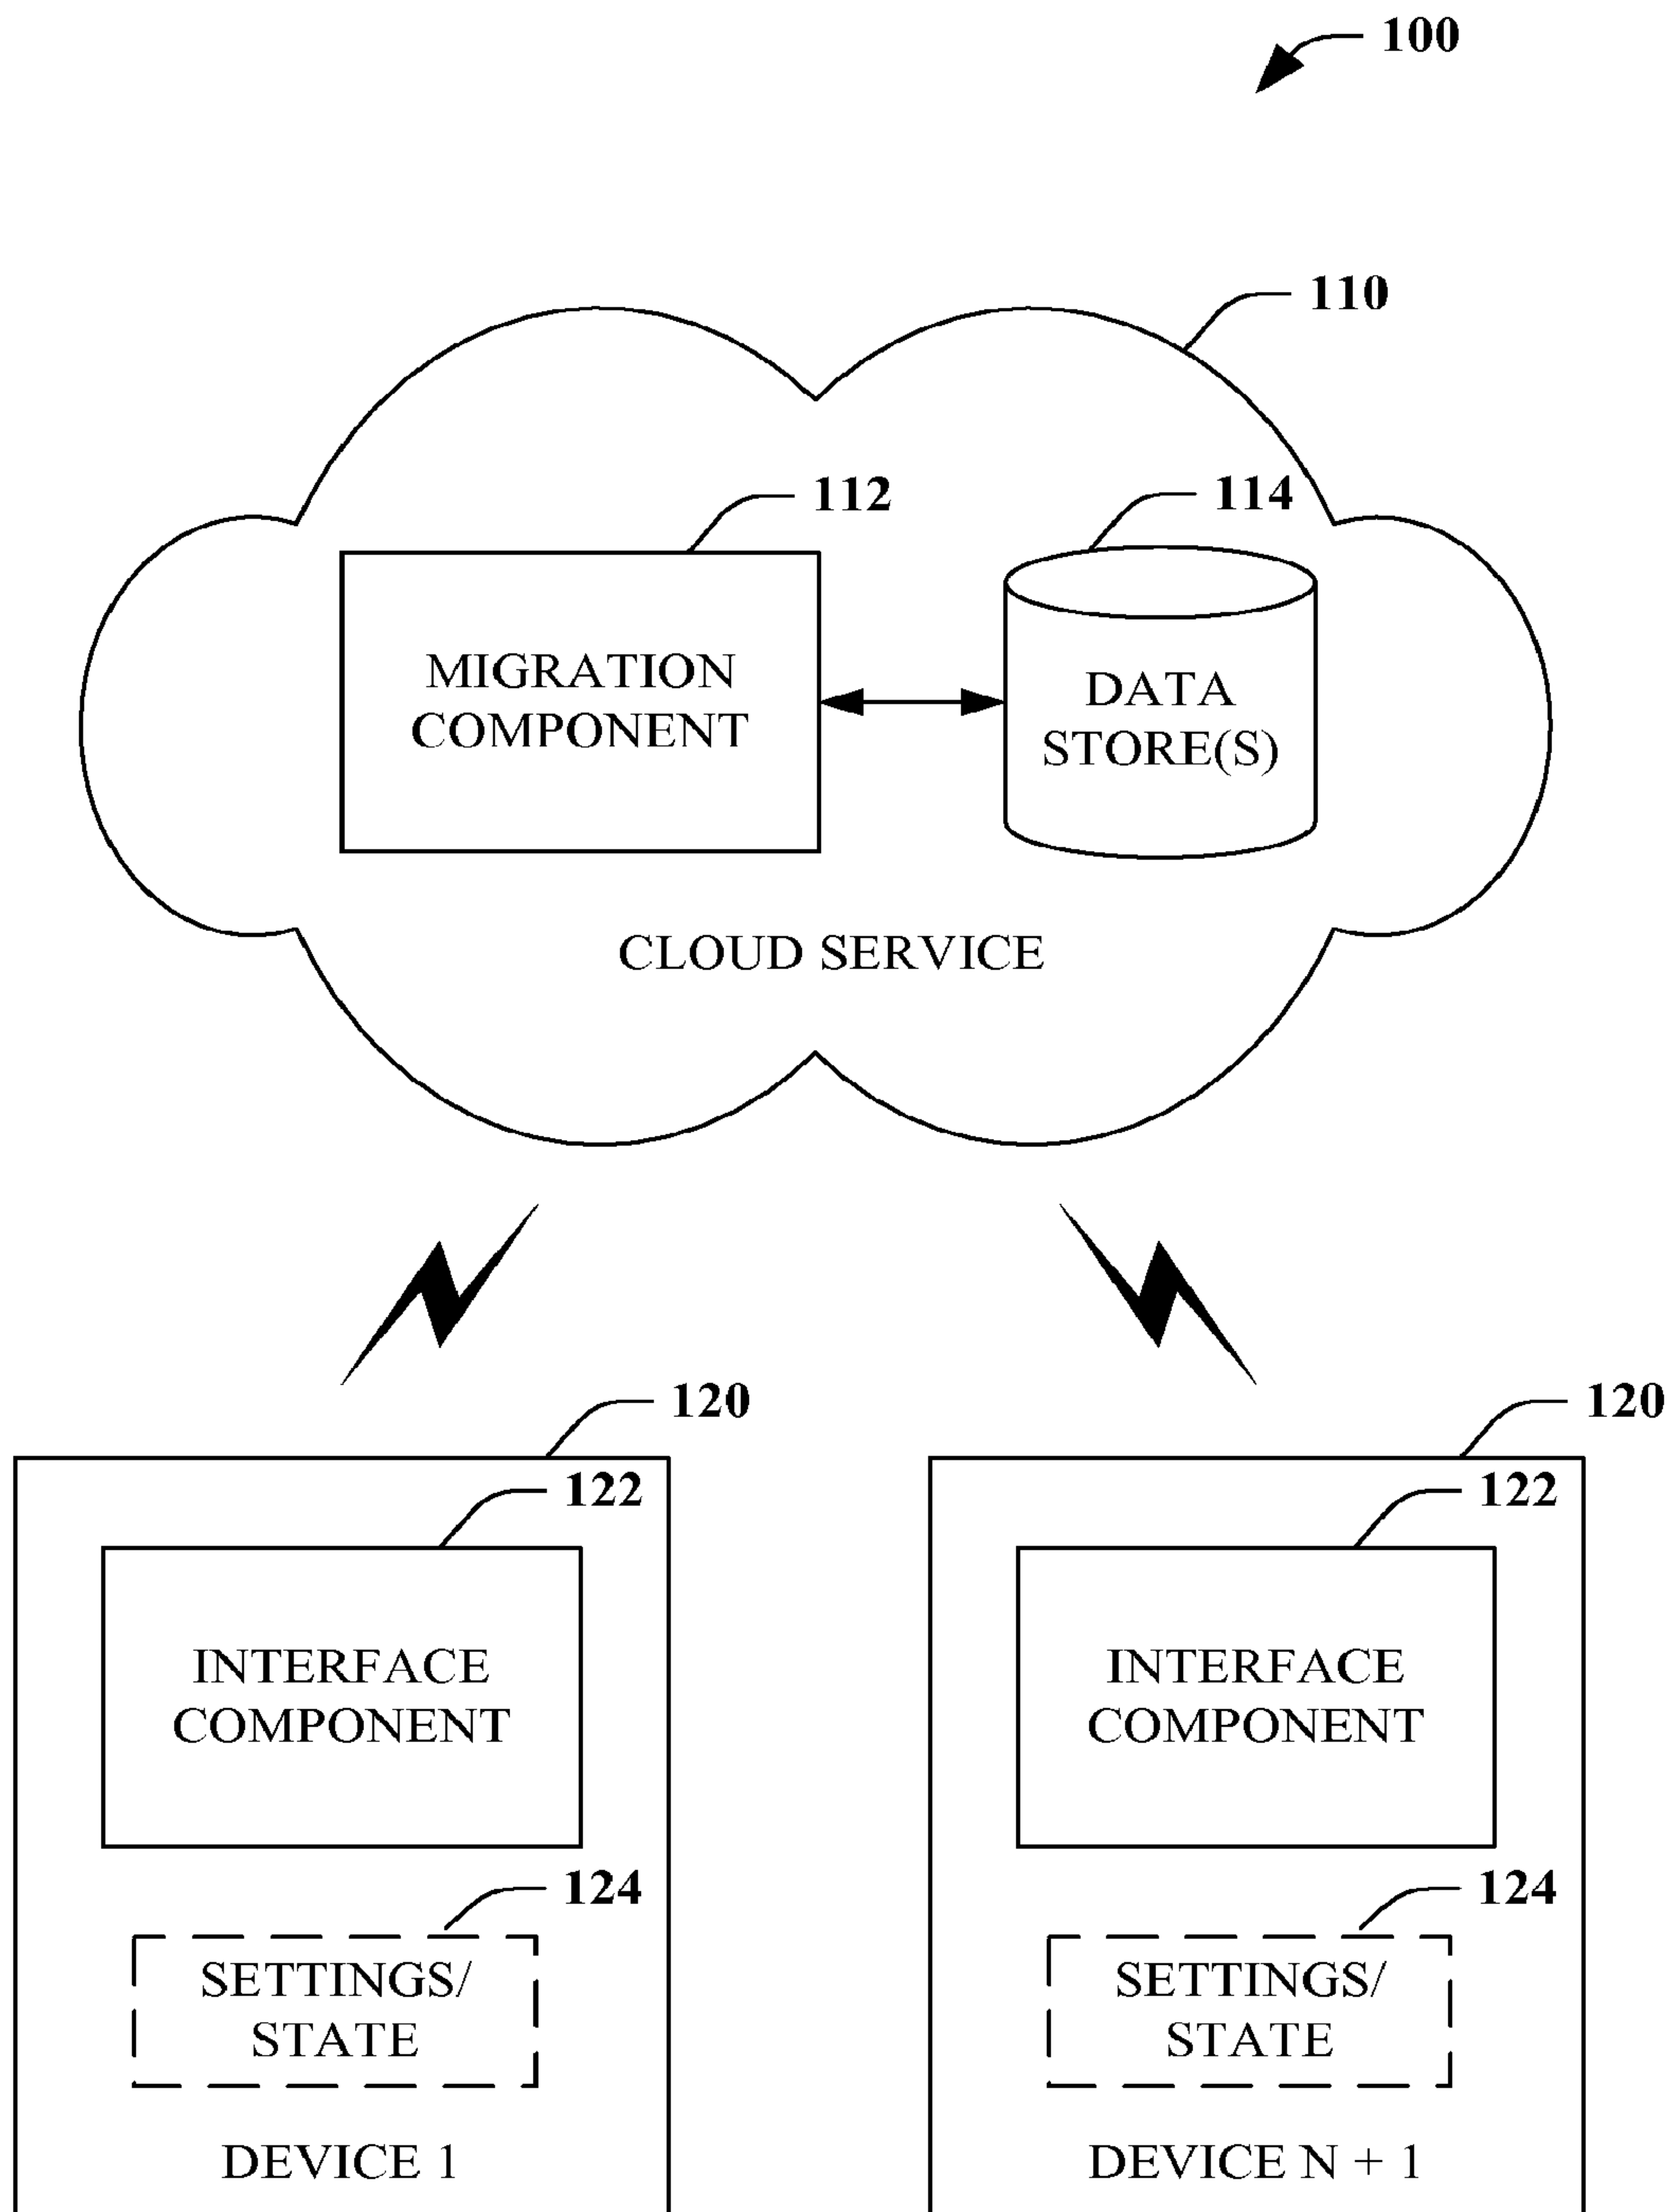 100
110
112
114
MIGRATION
COMPONENT
DATA
STORE(S)
CLOUD SERVICE
120
120
122
122
INTERFACE
COMPONENT
INTERFACE
COMPONENT
124
124
SETTINGS/
STATE
SETTINGS/
STATE
DEVICE 1
DEVICE N + 1